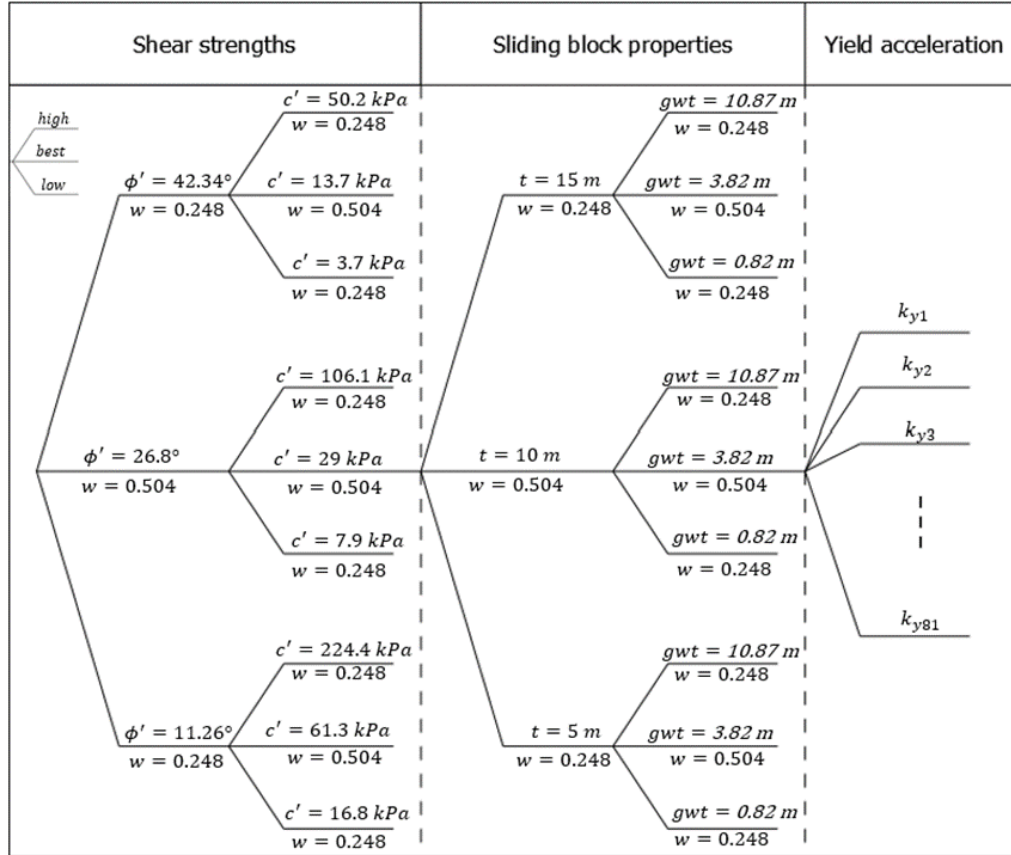 Shear strengths
Sliding block properties
Yield acceleration
high
best
low
c′ = 50.2 kPa
w = 0.248
ϕ′ = 42.34°
w = 0.248
c′ = 13.7 kPa
w = 0.504
c′ = 3.7 kPa
w = 0.248
c′ = 106.1 kPa
w = 0.248
ϕ′ = 26.8°
w = 0.504
c′ = 29 kPa
w = 0.504
c′ = 7.9 kPa
w = 0.248
c′ = 224.4 kPa
w = 0.248
ϕ′ = 11.26°
w = 0.248
c′ = 61.3 kPa
w = 0.504
c′ = 16.8 kPa
w = 0.248
gwt = 10.87 m
w = 0.248
t = 15 m
w = 0.248
gwt = 3.82 m
w = 0.504
gwt = 0.82 m
w = 0.248
gwt = 10.87 m
w = 0.248
t = 10 m
w = 0.504
gwt = 3.82 m
w = 0.504
gwt = 0.82 m
w = 0.248
gwt = 10.87 m
w = 0.248
t = 5 m
w = 0.248
gwt = 3.82 m
w = 0.504
gwt = 0.82 m
w = 0.248
k_y1
k_y2
k_y3
k_y81